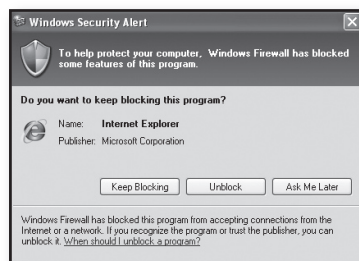 Windows Security Alert
To help protect your computer, Windows Firewall has blocked
some features of this program.
Do you want to keep blocking this program?
Name: Internet Explorer
Publisher: Microsoft Corporation
Keep Blocking Unblock Ask Me Later
Windows Firewall has blocked this program from accepting connections from the
Internet or a network. If you recognize the program or trust the publisher, you can
unblock it. When should I unblock a program?